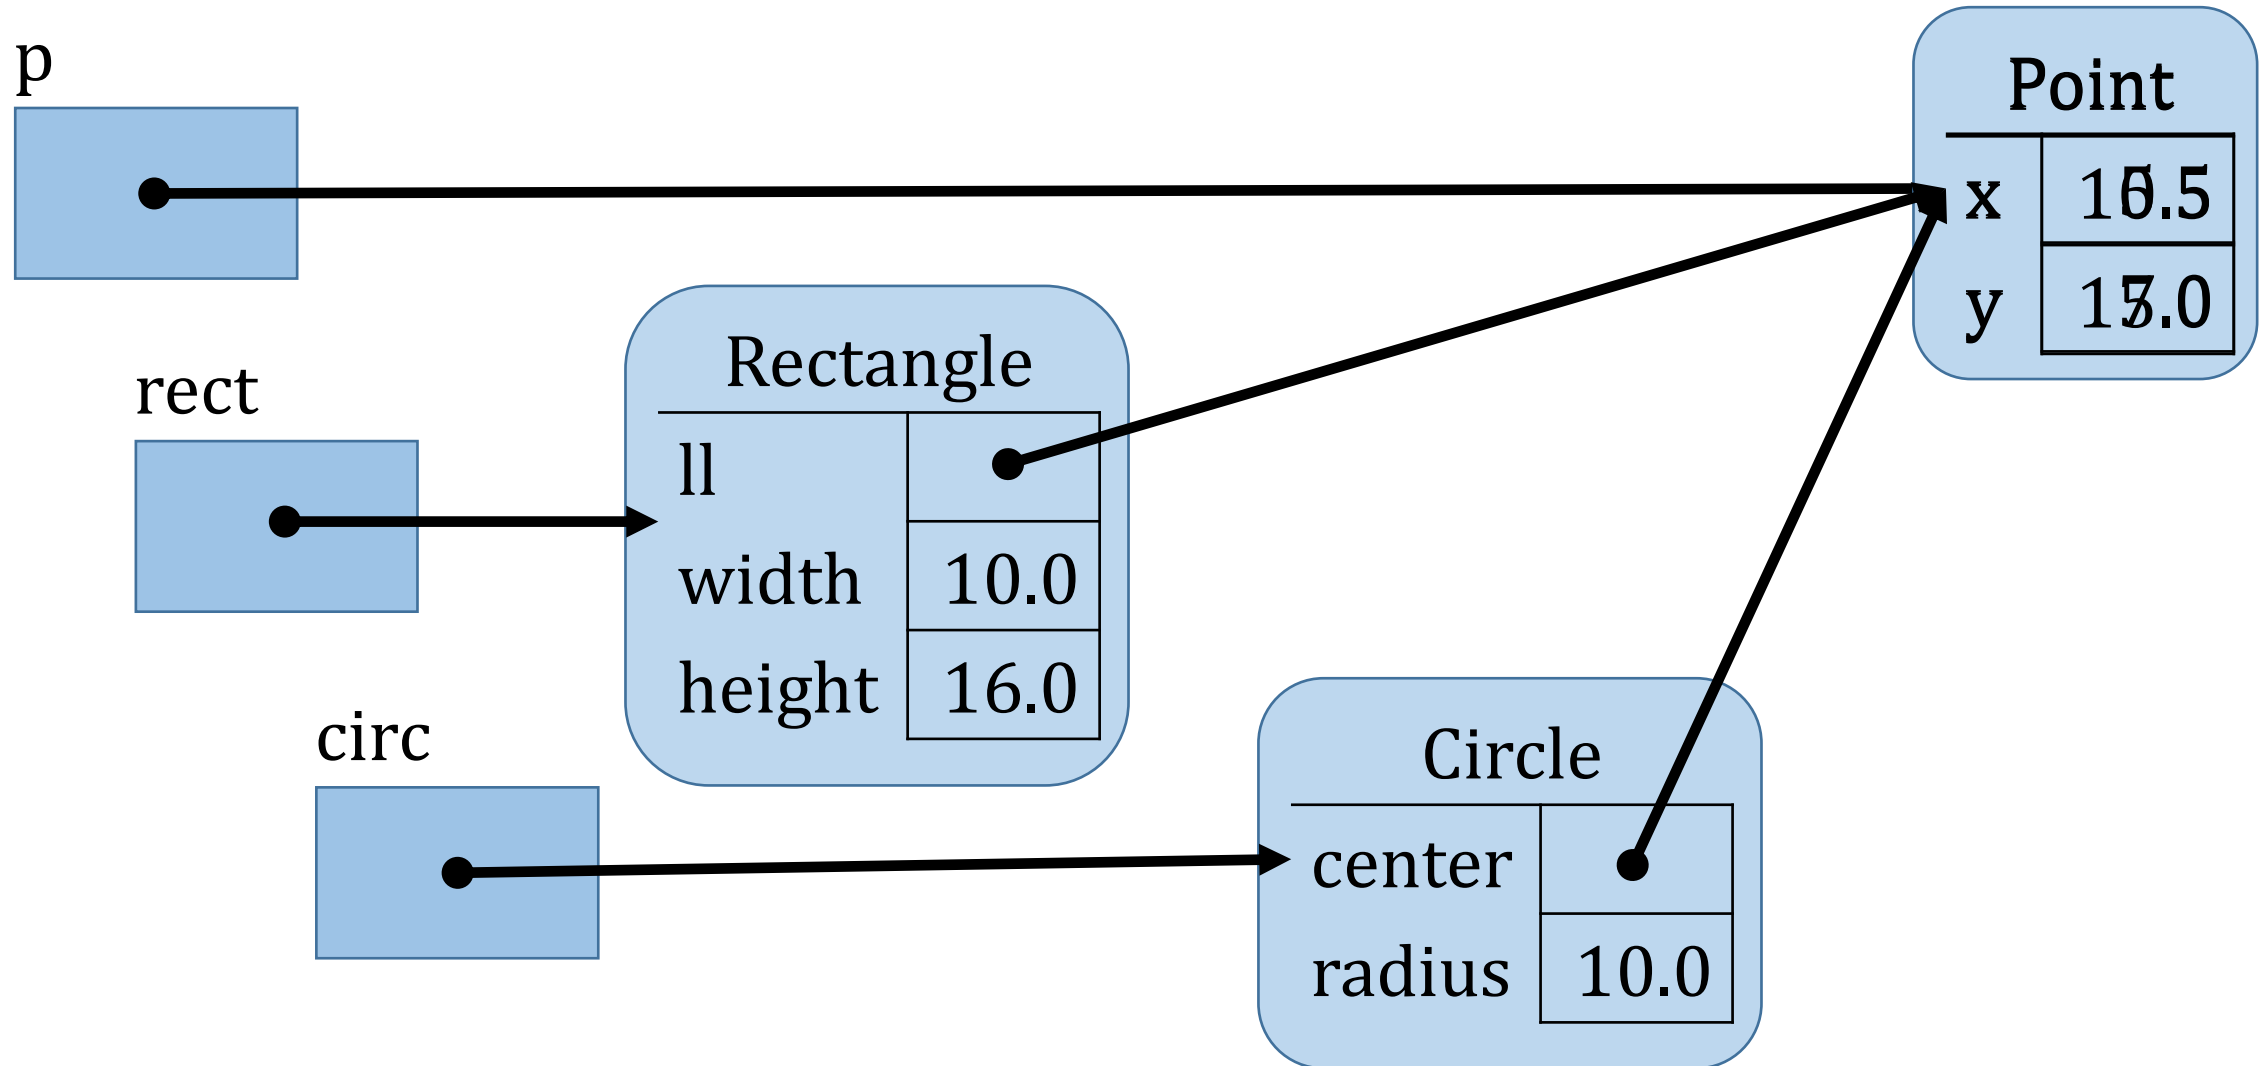 p
Point
x
y
rect
Rectangle
ll
width 10.0
height 16.0
circ
Circle
center
radius 10.0